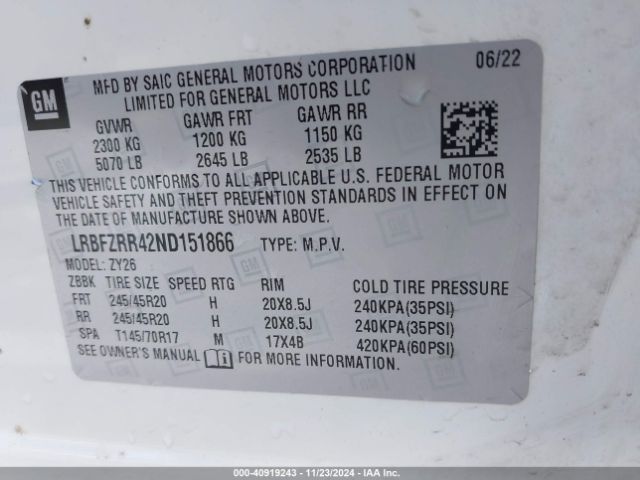 GM
MFD BY SAIC GENERAL MOTORS CORPORATION 06/22
LIMITED FOR GENERAL MOTORS LLC
GVWR GAWR FRT GAWR RR
2300 KG 1200 KG 1150 KG
5070 LB 2645 LB 2535 LB
THIS VEHICLE CONFORMS TO ALL APPLICABLE U.S. FEDERAL MOTOR
VEHICLE SAFETY AND THEFT PREVENTION STANDARDS IN EFFECT ON
THE DATE OF MANUFACTURE SHOWN ABOVE.
LRBFZRR42ND151866 TYPE: M.P.V.
MODEL: ZY26
ZBBK TIRE SIZE SPEED RTG RIM COLD TIRE PRESSURE
FRT 245/45R20 H 20X8.5J 240KPA(35PSI)
RR 245/45R20 H 20X8.5J 240KPA(35PSI)
SPA T145/70R17 M 17X4B 420KPA(60PSI)
SEE OWNER'S MANUAL FOR MORE INFORMATION.
000-40919243 - 11/23/2024 - IAA Inc.